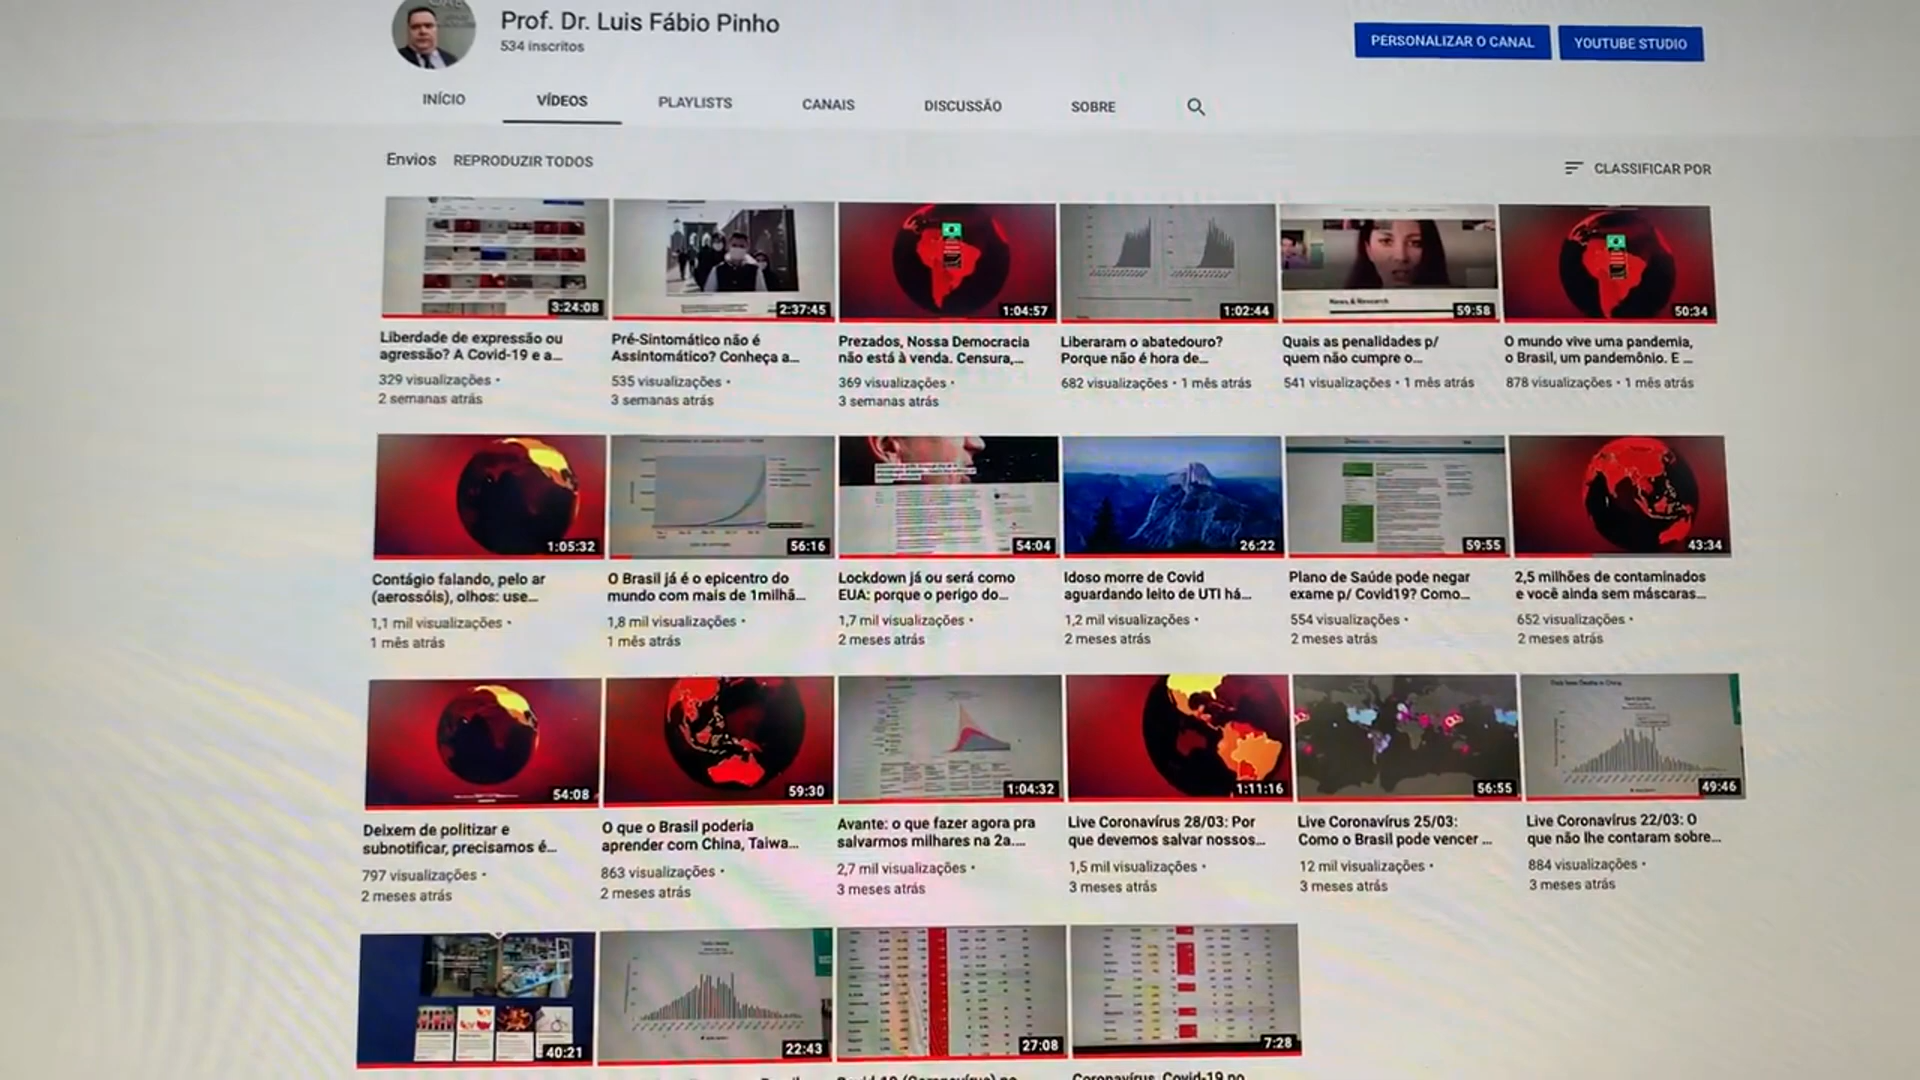 Prof. Dr. Luis Fábio Pinho
534 inscritos
PERSONALIZAR O CANAL
YOUTUBE STUDIO
INÍCIO
VÍDEOS
PLAYLISTS
CANAIS
DISCUSSÃO
SOBRE
Envios
REPRODUZIR TODOS
CLASSIFICAR POR
3:24:08
Liberdade de expressão ou
agressão? A Covid-19 e a...
329 visualizações •
2 semanas atrás
2:37:45
Pré-Sintomático não é
Assintomático? Conheça a...
535 visualizações •
3 semanas atrás
1:04:57
Prezados, Nossa Democracia
não está à venda. Censura,...
369 visualizações •
3 semanas atrás
1:02:44
Liberaram o abatedouro?
Porque não é hora de...
682 visualizações • 1 mês atrás
News & Research
59:58
Quais as penalidades p/
quem não cumpre o...
541 visualizações • 1 mês atrás
50:34
O mundo vive uma pandemia,
o Brasil, um pandemônio. E ...
878 visualizações • 1 mês atrás
1:05:32
Contágio falando, pelo ar
(aerossóis), olhos: use...
1,1 mil visualizações •
1 mês atrás
56:16
O Brasil já é o epicentro do
mundo com mais de 1milhã...
1,8 mil visualizações •
1 mês atrás
54:04
Lockdown já ou será como
EUA: porque o perigo do...
1,7 mil visualizações •
2 meses atrás
26:22
Idoso morre de Covid
aguardando leito de UTI há...
1,2 mil visualizações •
2 meses atrás
59:55
Plano de Saúde pode negar
exame p/ Covid19? Como...
554 visualizações •
2 meses atrás
43:34
2,5 milhões de contaminados
e você ainda sem máscaras...
652 visualizações •
2 meses atrás
54:08
Deixem de politizar e
subnotificar, precisamos é...
797 visualizações •
2 meses atrás
59:30
O que o Brasil poderia
aprender com China, Taiwa...
863 visualizações •
2 meses atrás
1:04:32
Avante: o que fazer agora pra
salvarmos milhares na 2a....
2,7 mil visualizações •
3 meses atrás
1:11:16
Live Coronavírus 28/03: Por
que devemos salvar nossos...
1,5 mil visualizações •
3 meses atrás
56:55
Live Coronavírus 25/03:
Como o Brasil pode vencer ...
12 mil visualizações •
3 meses atrás
49:46
Live Coronavírus 22/03: O
que não lhe contaram sobre...
884 visualizações •
3 meses atrás
40:21
22:43
27:08
Covid-19 (Coronavírus) no
7:28
Coronavírus, Covid-19 no